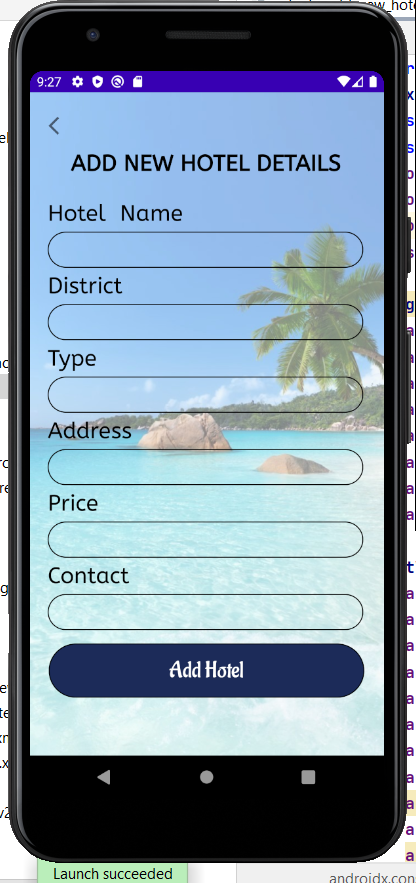 9:27
ADD NEW HOTEL DETAILS
Hotel Name
District
Type
Address
Price
Contact
Add Hotel
Launch succeeded
androidx.con